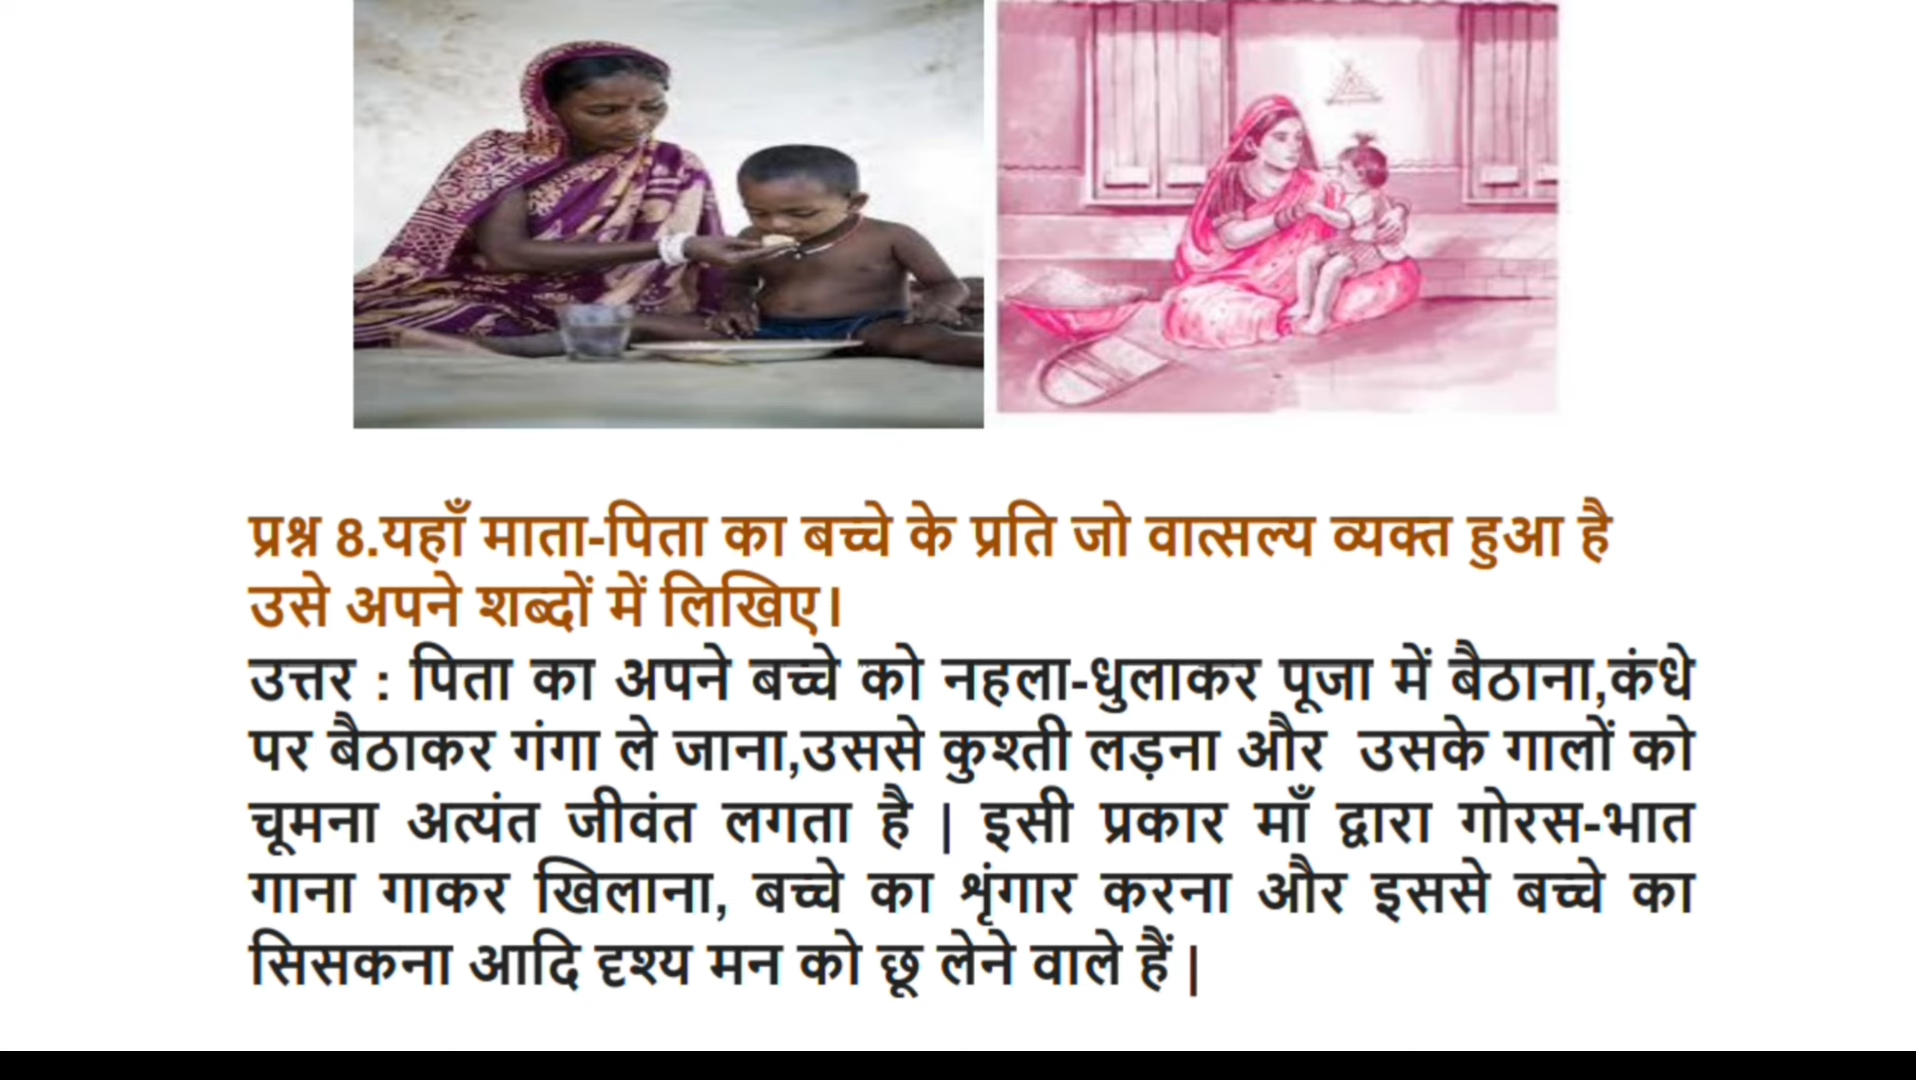 प्रश्न 8.यहाँ माता-पिता का बच्चे के प्रति जो वात्सल्य व्यक्त हुआ है
उसे अपने शब्दों में लिखिए।
उत्तर : पिता का अपने बच्चे को नहला-धुलाकर पूजा में बैठाना,कंधे
पर बैठाकर गंगा ले जाना,उससे कुश्ती लड़ना और उसके गालों को
चूमना अत्यंत जीवंत लगता है | इसी प्रकार माँ द्वारा गोरस-भात
गाना गाकर खिलाना, बच्चे का शृंगार करना और इससे बच्चे का
सिसकना आदि दृश्य मन को छू लेने वाले हैं |